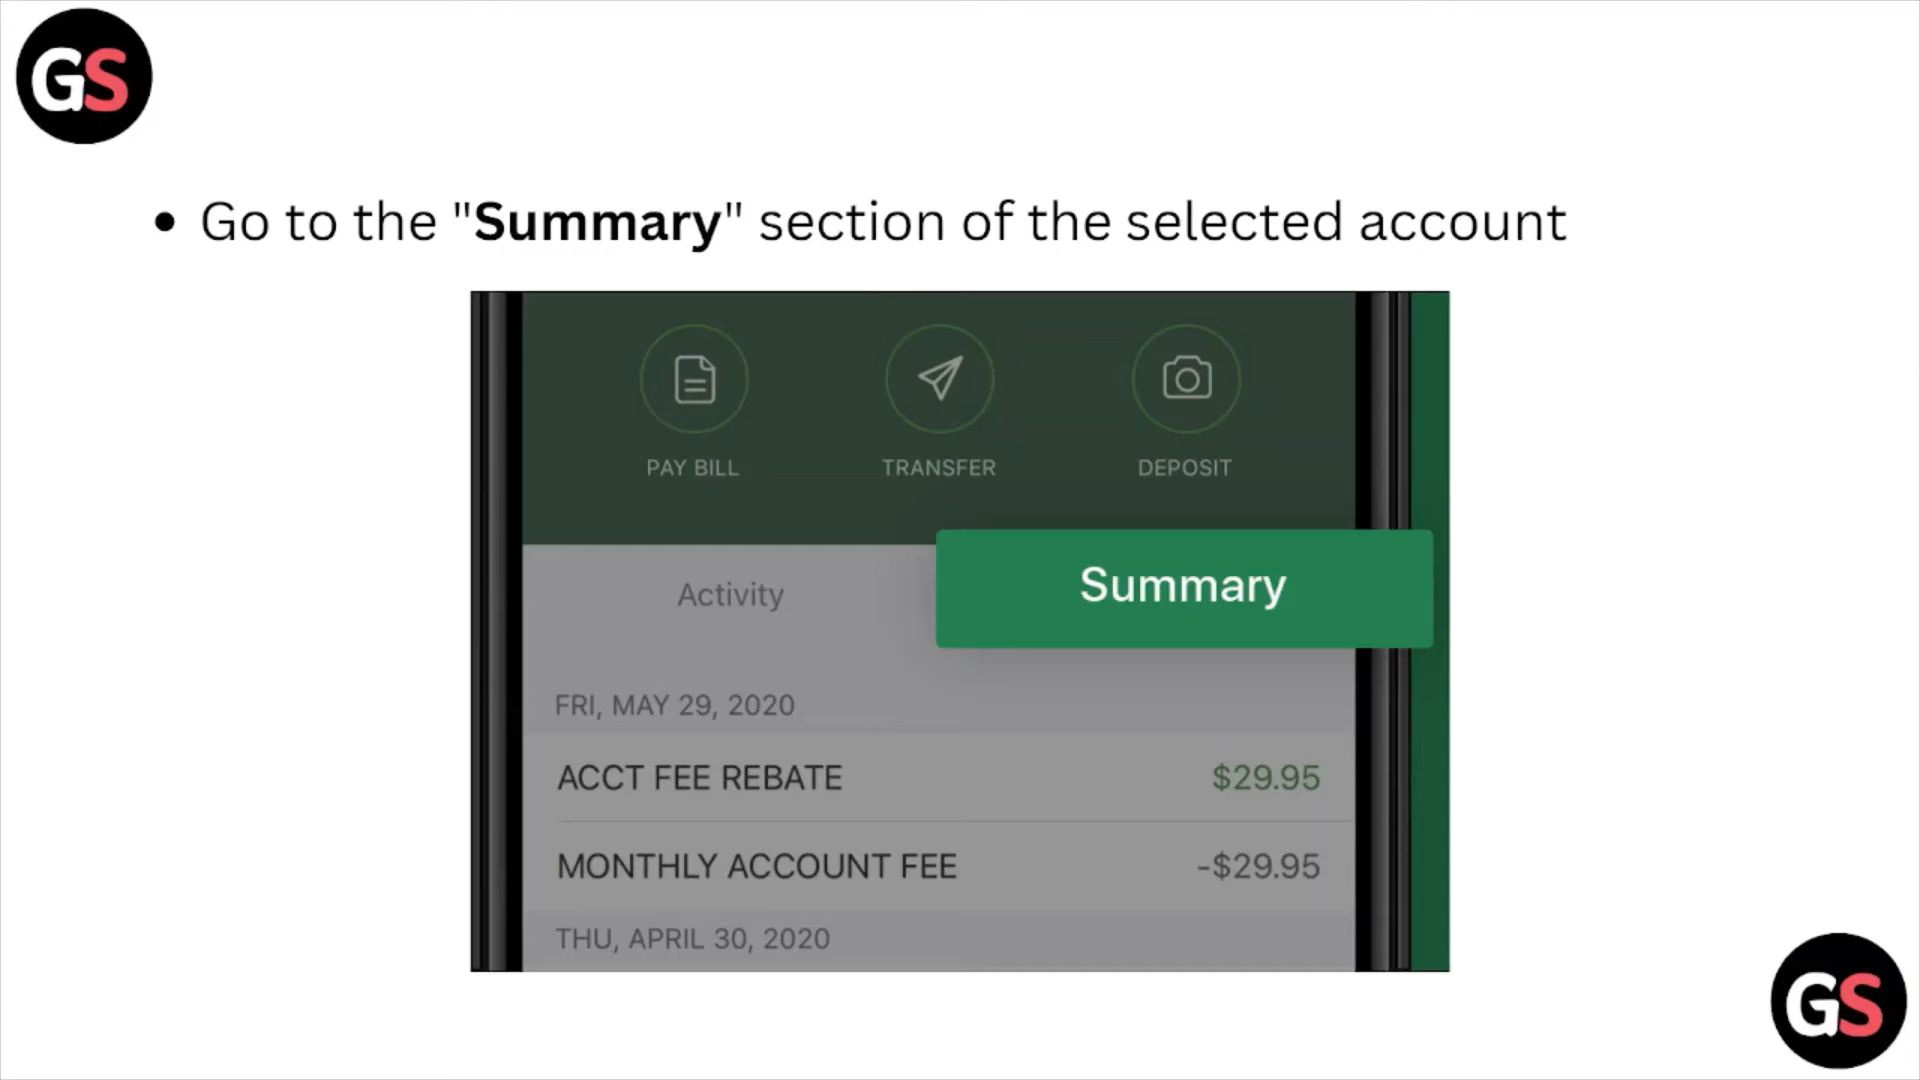 GS
• Go to the "Summary" section of the selected account
PAY BILL TRANSFER DEPOSIT
Activity Summary
FRI, MAY 29, 2020
ACCT FEE REBATE $29.95
MONTHLY ACCOUNT FEE -$29.95
THU, APRIL 30, 2020
GS